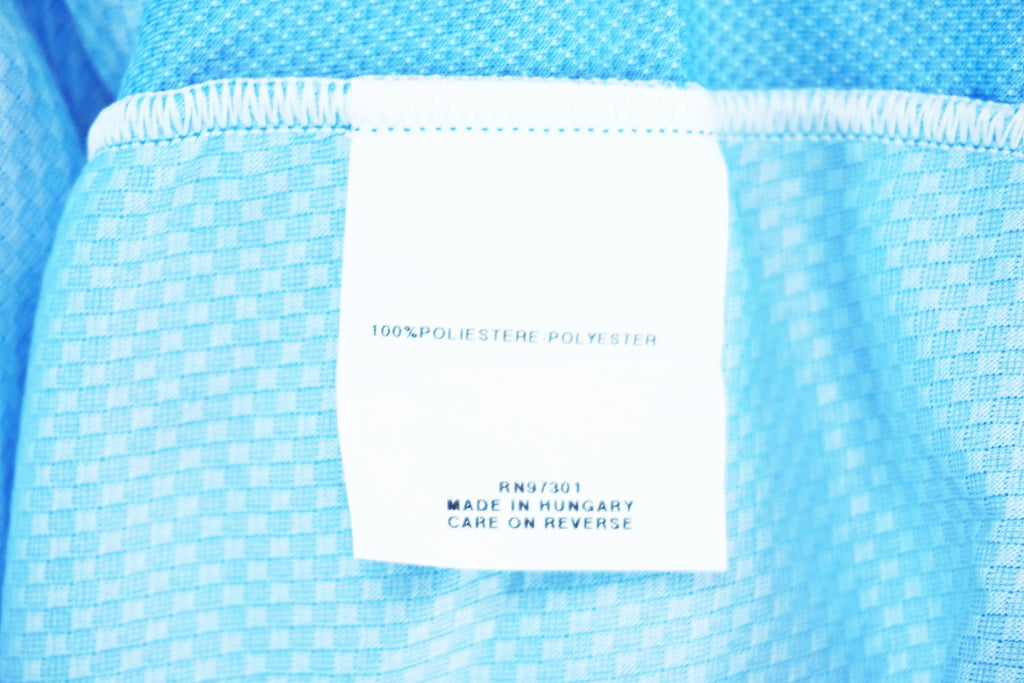 100%POLIESTERE-POLYESTER
RN97301
MADE IN HUNGARY
CARE ON REVERSE